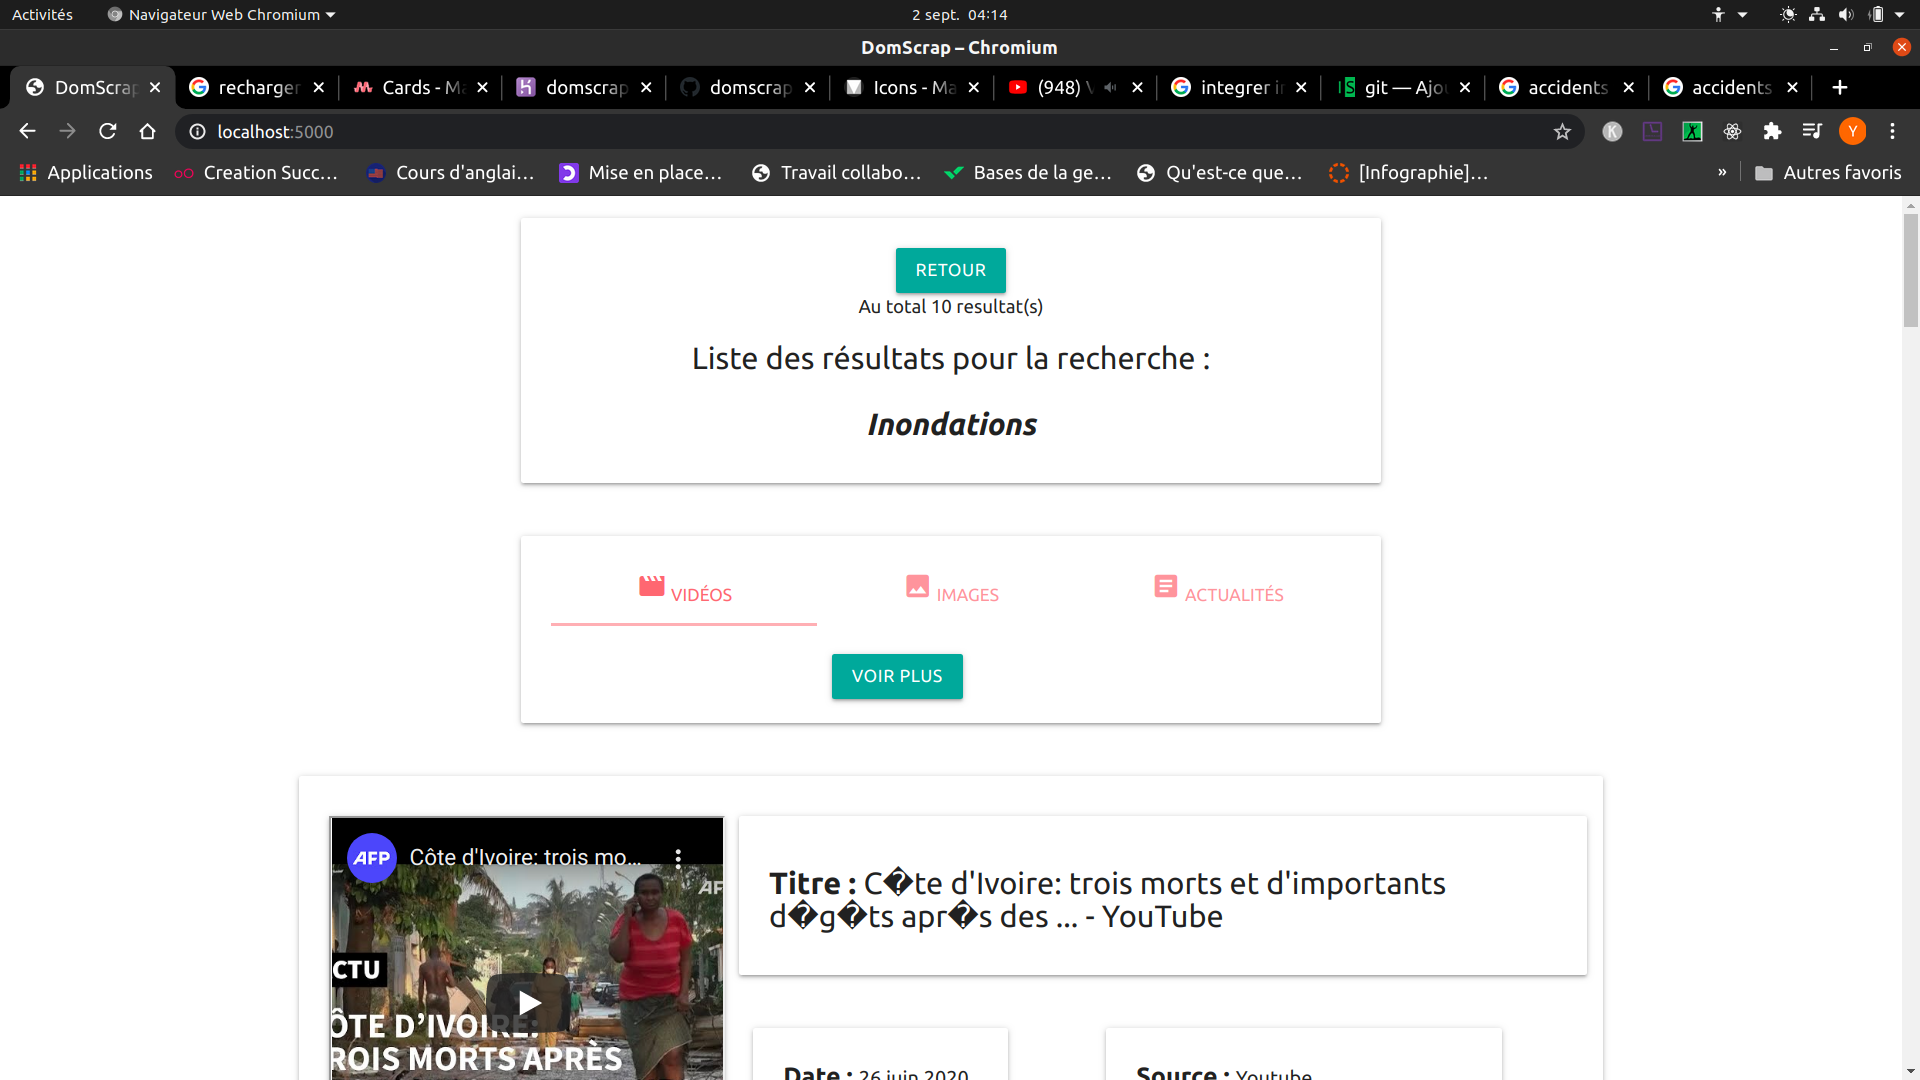 Activités
Navigateur Web Chromium
2 sept. 04:14
DomScrap – Chromium
DomScrap
recharger
Cards - Ma
domscrap
domscrap
Icons - Ma
(948) V
integrer i
git — Ajou
accidents
accidents
localhost:5000
Y
Applications
Creation Succ…
Cours d'anglai…
Mise en place…
Travail collabo…
Bases de la ge…
Qu'est-ce que…
[Infographie]…
»
Autres favoris
RETOUR
Au total 10 resultat(s)
Liste des résultats pour la recherche :
Inondations
VIDÉOS
IMAGES
ACTUALITÉS
VOIR PLUS
AFP
Côte d'Ivoire: trois mo…
AF
CTU
ÔTE D'IVOIRE:
ROIS MORTS APRÈS
Titre : C�te d'Ivoire: trois morts et d'importants
d�g�ts apr�s des ... - YouTube
Date : 26 juin 2020
Source : Youtube